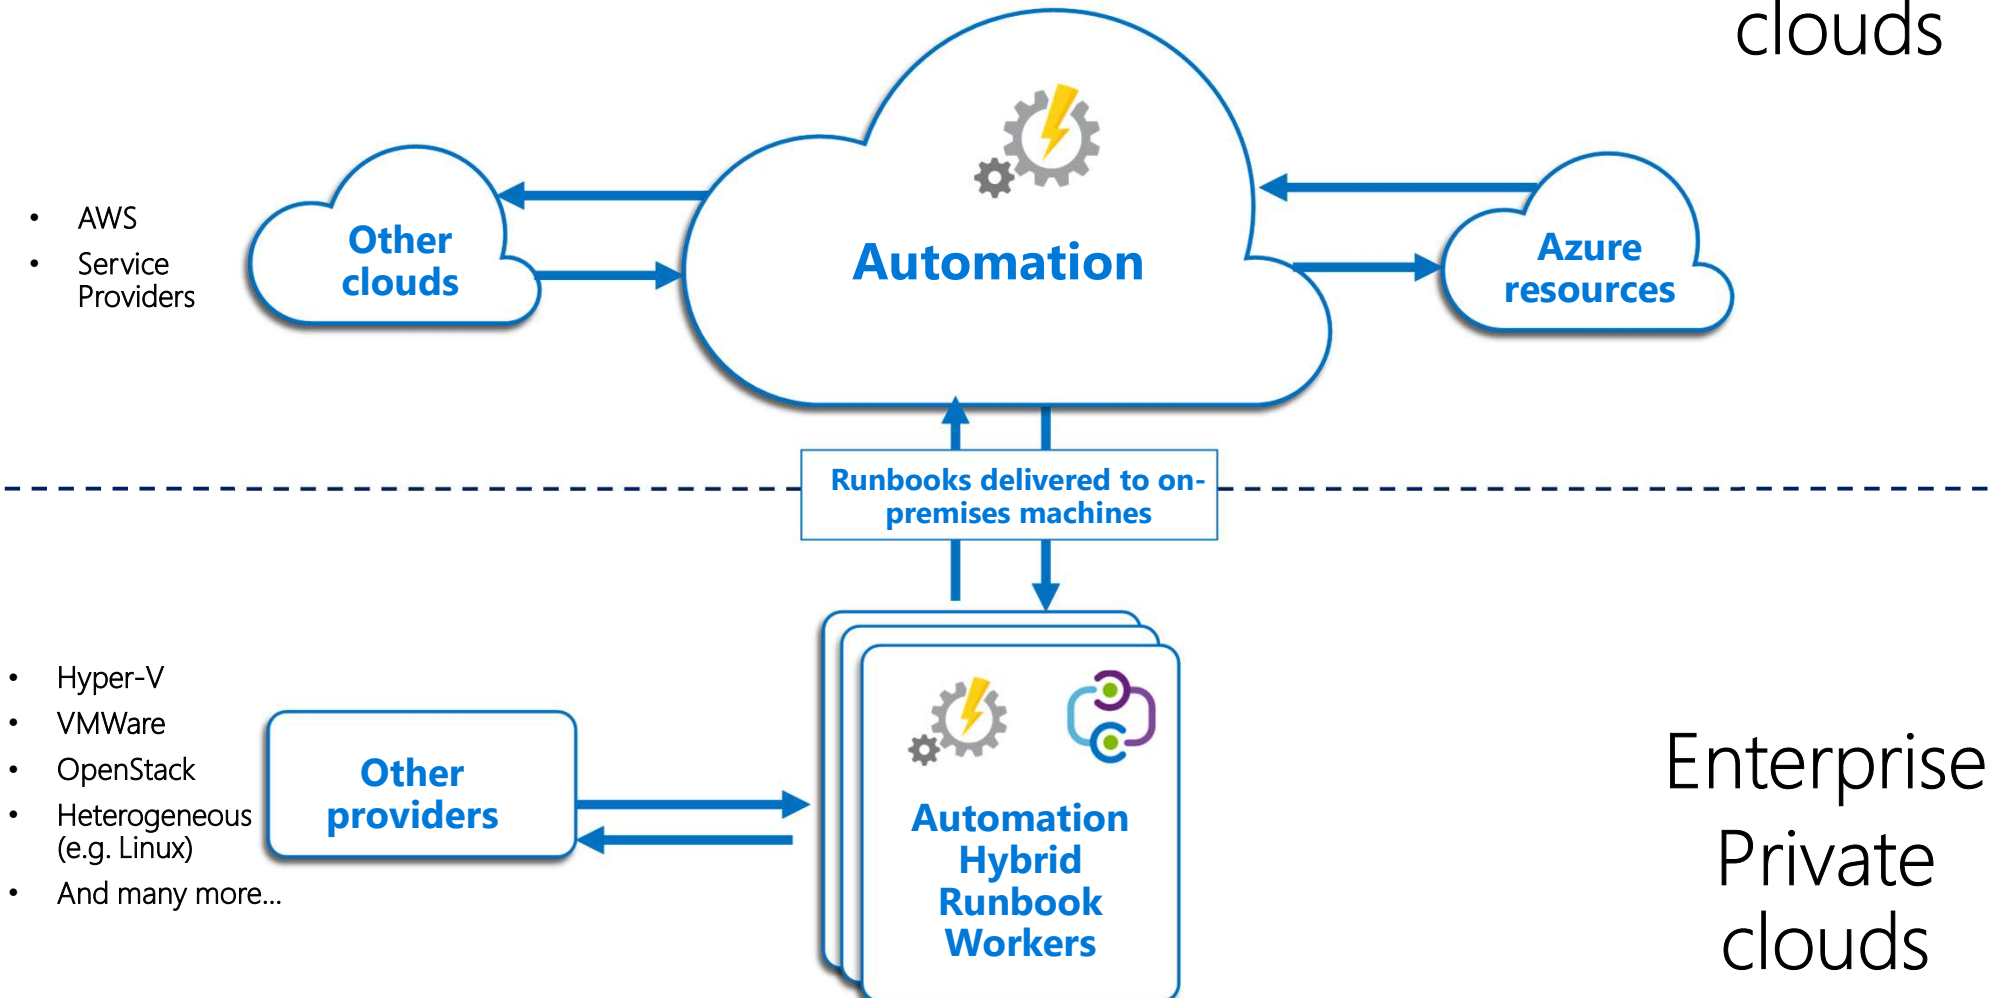 clouds
• AWS
• Service
Providers
Other
clouds
Automation
Azure
resources
Runbooks delivered to on-
premises machines
• Hyper-V
• VMWare
• OpenStack
• Heterogeneous
(e.g. Linux)
• And many more...
Other
providers
Automation
Hybrid
Runbook
Workers
Enterprise
Private
clouds